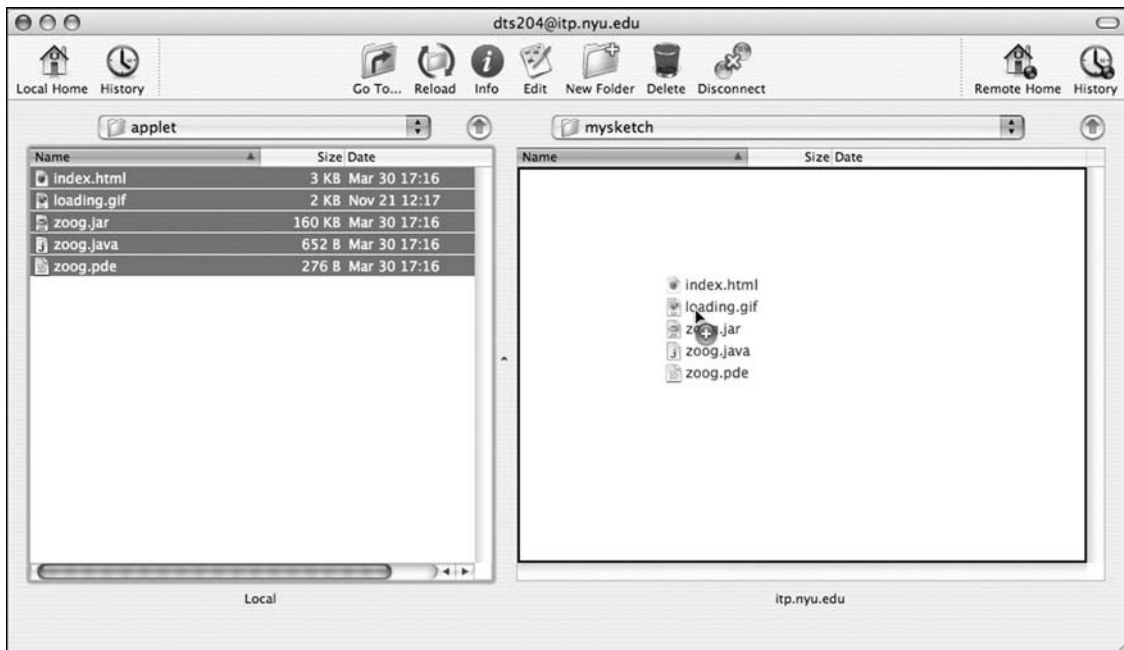 dts204@itp.nyu.edu
Local Home History Go To... Reload Info Edit New Folder Delete Disconnect Remote Home History
applet mysketch
Name Size Date Name Size Date
index.html 3 KB Mar 30 17:16
loading.gif 2 KB Nov 21 12:17
zoog.jar 160 KB Mar 30 17:16
zoog.java 652 B Mar 30 17:16
zoog.pde 276 B Mar 30 17:16
index.html
loading.gif
zoog.jar
zoog.java
zoog.pde
Local itp.nyu.edu